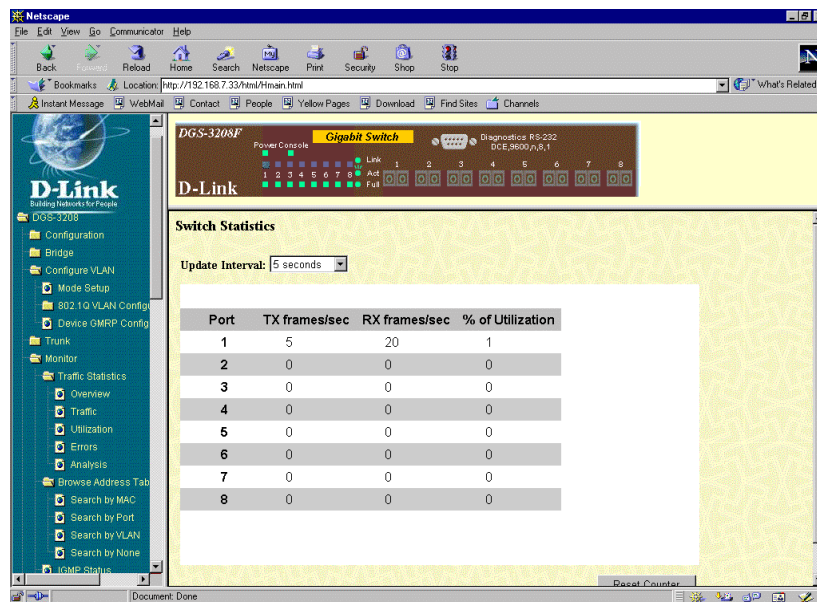 Netscape
File Edit View Go Communicator Help
Back Forward Reload Home Search Netscape Print Security Shop Stop
Bookmarks Location: http://192.168.7.33/html/Hmain.html What's Related
Instant Message WebMail Contact People Yellow Pages Download Find Sites Channels
D-Link
Building Networks for People
DGS-3208
Configuration
Bridge
Configure VLAN
Mode Setup
802.1Q VLAN Configu
Device GMRP Config
Trunk
Monitor
Traffic Statistics
Overview
Traffic
Utilization
Errors
Analysis
Browse Address Tab
Search by MAC
Search by Port
Search by VLAN
Search by None
IGMP Status
DGS-3208F
Gigabit Switch
Power Console
Diagnostics RS-232
DCE,9600,n,8,1
Link
Act
Full
1 2 3 4 5 6 7 8
1 2 3 4 5 6 7 8
D-Link
Switch Statistics
Update Interval: 5 seconds
Port TX frames/sec RX frames/sec % of Utilization
1 5 20 1
2 0 0 0
3 0 0 0
4 0 0 0
5 0 0 0
6 0 0 0
7 0 0 0
8 0 0 0
Reset Counter
Document: Done